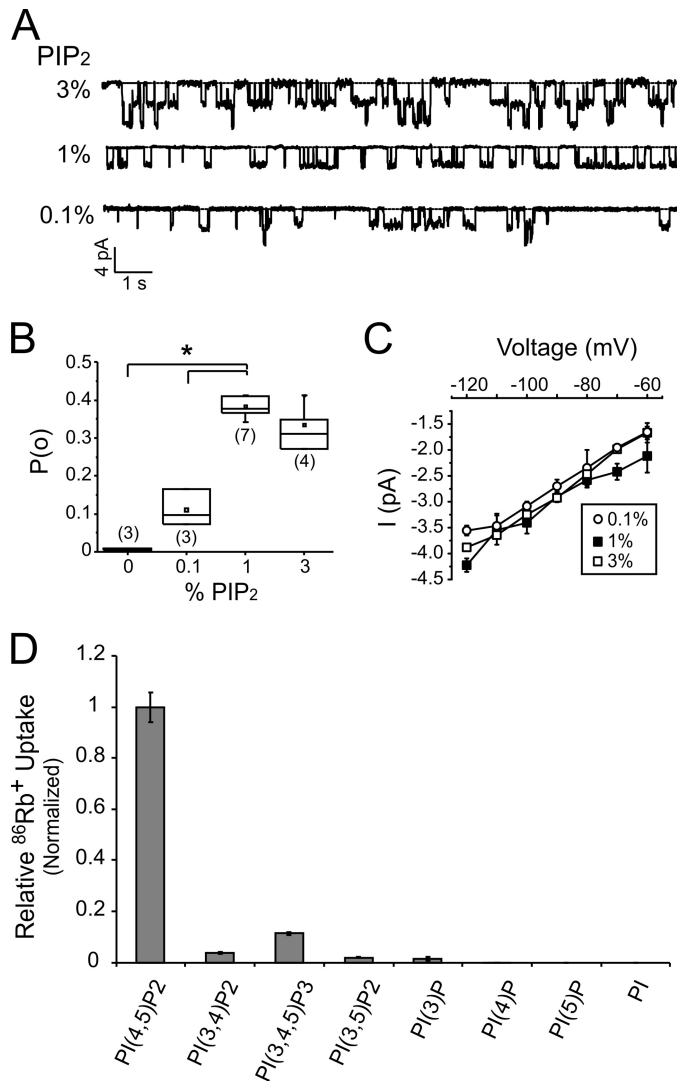 A
PIP2
3%
1%
0.1%
4 pA
1 s
B
*
0.5
0.4
0.3
0.2
0.1
0
P(o)
(3)
(3)
(7)
(4)
0
0.1
1
3
% PIP2
C
Voltage (mV)
-120
-100
-80
-60
-1.5
-2.0
-2.5
-3.0
-3.5
-4.0
-4.5
I (pA)
0.1%
1%
3%
D
1.2
1
0.8
0.6
0.4
0.2
0
Relative 86Rb+ Uptake
(Normalized)
PI(4,5)P2
PI(3,4)P2
PI(3,4,5)P3
PI(3,5)P2
PI(3)P
PI(4)P
PI(5)P
PI